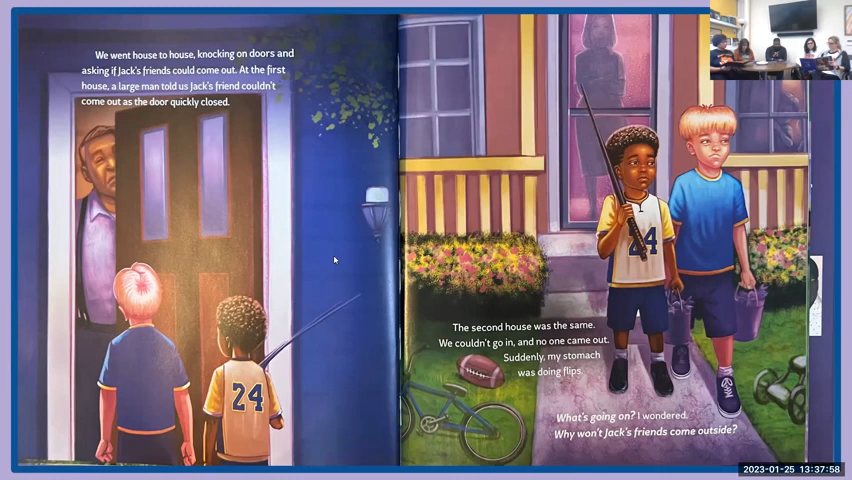 We went house to house, knocking on doors and
asking if Jack's friends could come out. At the first
house, a large man told us Jack's friend couldn't
come out as the door quickly closed.
24
24
The second house was the same.
We couldn't go in, and no one came out.
Suddenly, my stomach
was doing flips.
What's going on? I wondered.
Why won't Jack's friends come outside?
2023-01-25 13:37:58